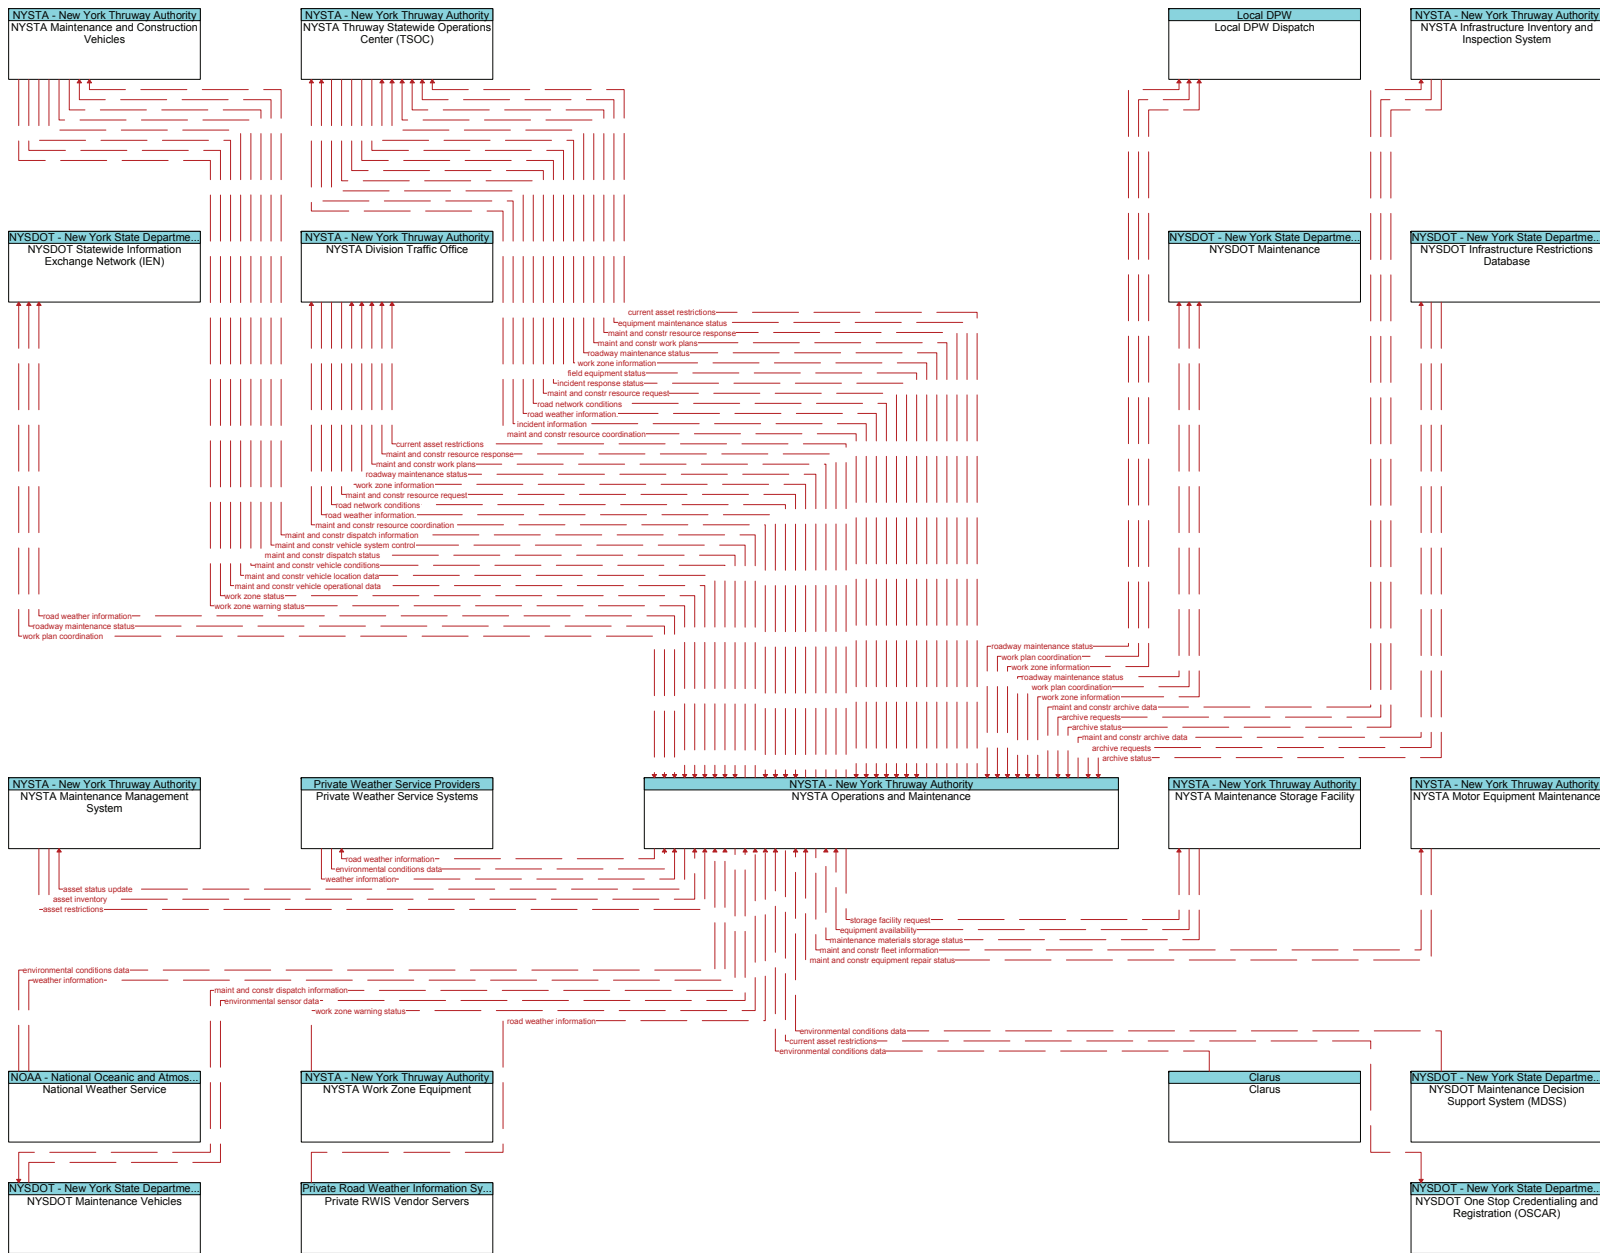 NYSTA - New York Thruway Authority
NYSTA Maintenance and Construction
Vehicles
NYSTA - New York Thruway Authority
NYSTA Thruway Statewide Operations
Center (TSOC)
Local DPW
Local DPW Dispatch
NYSTA - New York Thruway Authority
NYSTA Infrastructure Inventory and
Inspection System
NYSDOT - New York State Departme...
NYSDOT Statewide Information
Exchange Network (IEN)
NYSTA - New York Thruway Authority
NYSTA Division Traffic Office
NYSDOT - New York State Departme...
NYSDOT Maintenance
NYSDOT - New York State Departme...
NYSDOT Infrastructure Restrictions
Database
current asset restrictions
equipment maintenance status
maint and constr resource response
maint and constr work plans
roadway maintenance status
work zone information
field equipment status
incident response status
maint and constr resource request
road network conditions
road weather information.
incident information
maint and constr resource coordination
current asset restrictions
maint and constr resource response
maint and constr work plans
roadway maintenance status
work zone information
maint and constr resource request
road network conditions
road weather information.
maint and constr resource coordination
maint and constr dispatch information
maint and constr vehicle system control
maint and constr dispatch status
maint and constr vehicle conditions
maint and constr vehicle location data
maint and constr vehicle operational data
work zone status
work zone warning status
road weather information
roadway maintenance status
work plan coordination
roadway maintenance status
work plan coordination
work zone information
roadway maintenance status
work plan coordination
work zone information
maint and constr archive data
archive requests
archive status
maint and constr archive data
archive requests
archive status
NYSTA - New York Thruway Authority
NYSTA Maintenance Management
System
Private Weather Service Providers
Private Weather Service Systems
NYSTA - New York Thruway Authority
NYSTA Operations and Maintenance
NYSTA - New York Thruway Authority
NYSTA Maintenance Storage Facility
NYSTA - New York Thruway Authority
NYSTA Motor Equipment Maintenance
road weather information
environmental conditions data
weather information
asset status update
asset inventory
asset restrictions
storage facility request
equipment availability
maintenance materials storage status
maint and constr fleet information
maint and constr equipment repair status
environmental conditions data
weather information
maint and constr dispatch information
environmental sensor data
work zone warning status
road weather information
environmental conditions data
current asset restrictions
environmental conditions data
NOAA - National Oceanic and Atmos...
National Weather Service
NYSTA - New York Thruway Authority
NYSTA Work Zone Equipment
Clarus
Clarus
NYSDOT - New York State Departme...
NYSDOT Maintenance Decision
Support System (MDSS)
NYSDOT - New York State Departme...
NYSDOT Maintenance Vehicles
Private Road Weather Information Sy...
Private RWIS Vendor Servers
NYSDOT - New York State Departme...
NYSDOT One Stop Credentialing and
Registration (OSCAR)